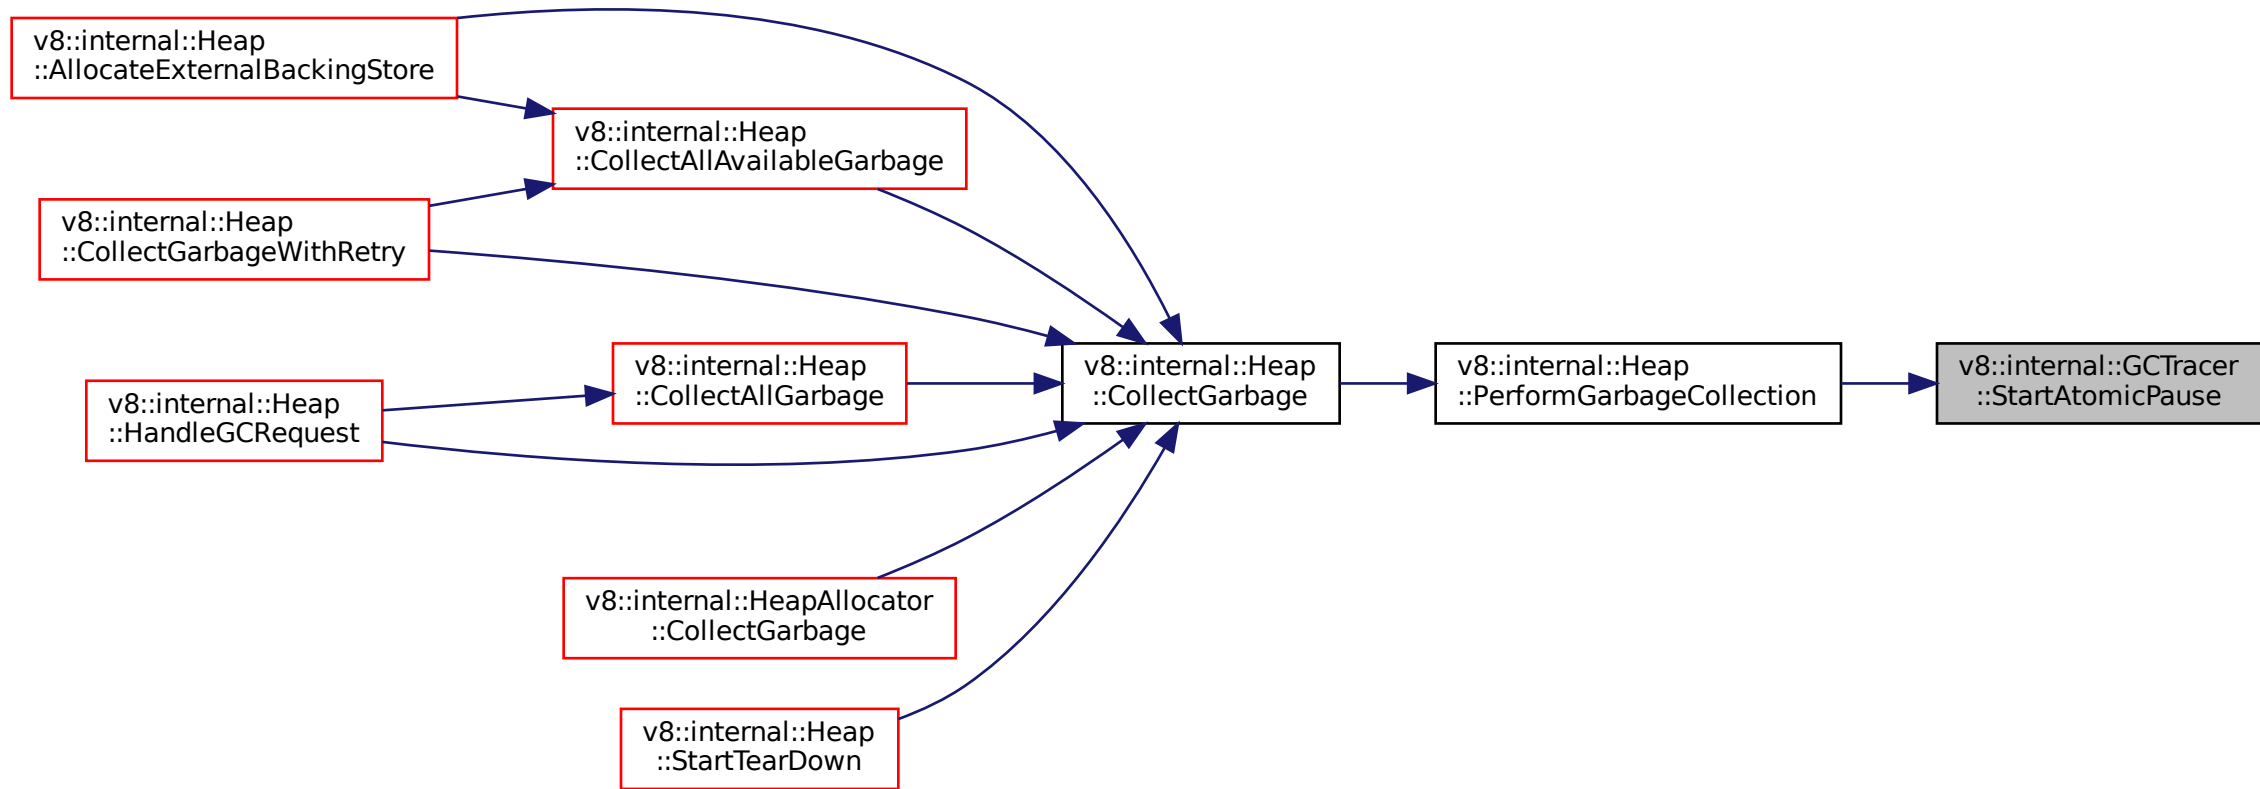 v8::internal::Heap
::AllocateExternalBackingStore
v8::internal::Heap
::CollectAllAvailableGarbage
v8::internal::Heap
::CollectGarbageWithRetry
v8::internal::Heap
::CollectAllGarbage
v8::internal::Heap
::HandleGCRequest
v8::internal::Heap
::CollectGarbage
v8::internal::Heap
::PerformGarbageCollection
v8::internal::GCTracer
::StartAtomicPause
v8::internal::HeapAllocator
::CollectGarbage
v8::internal::Heap
::StartTearDown